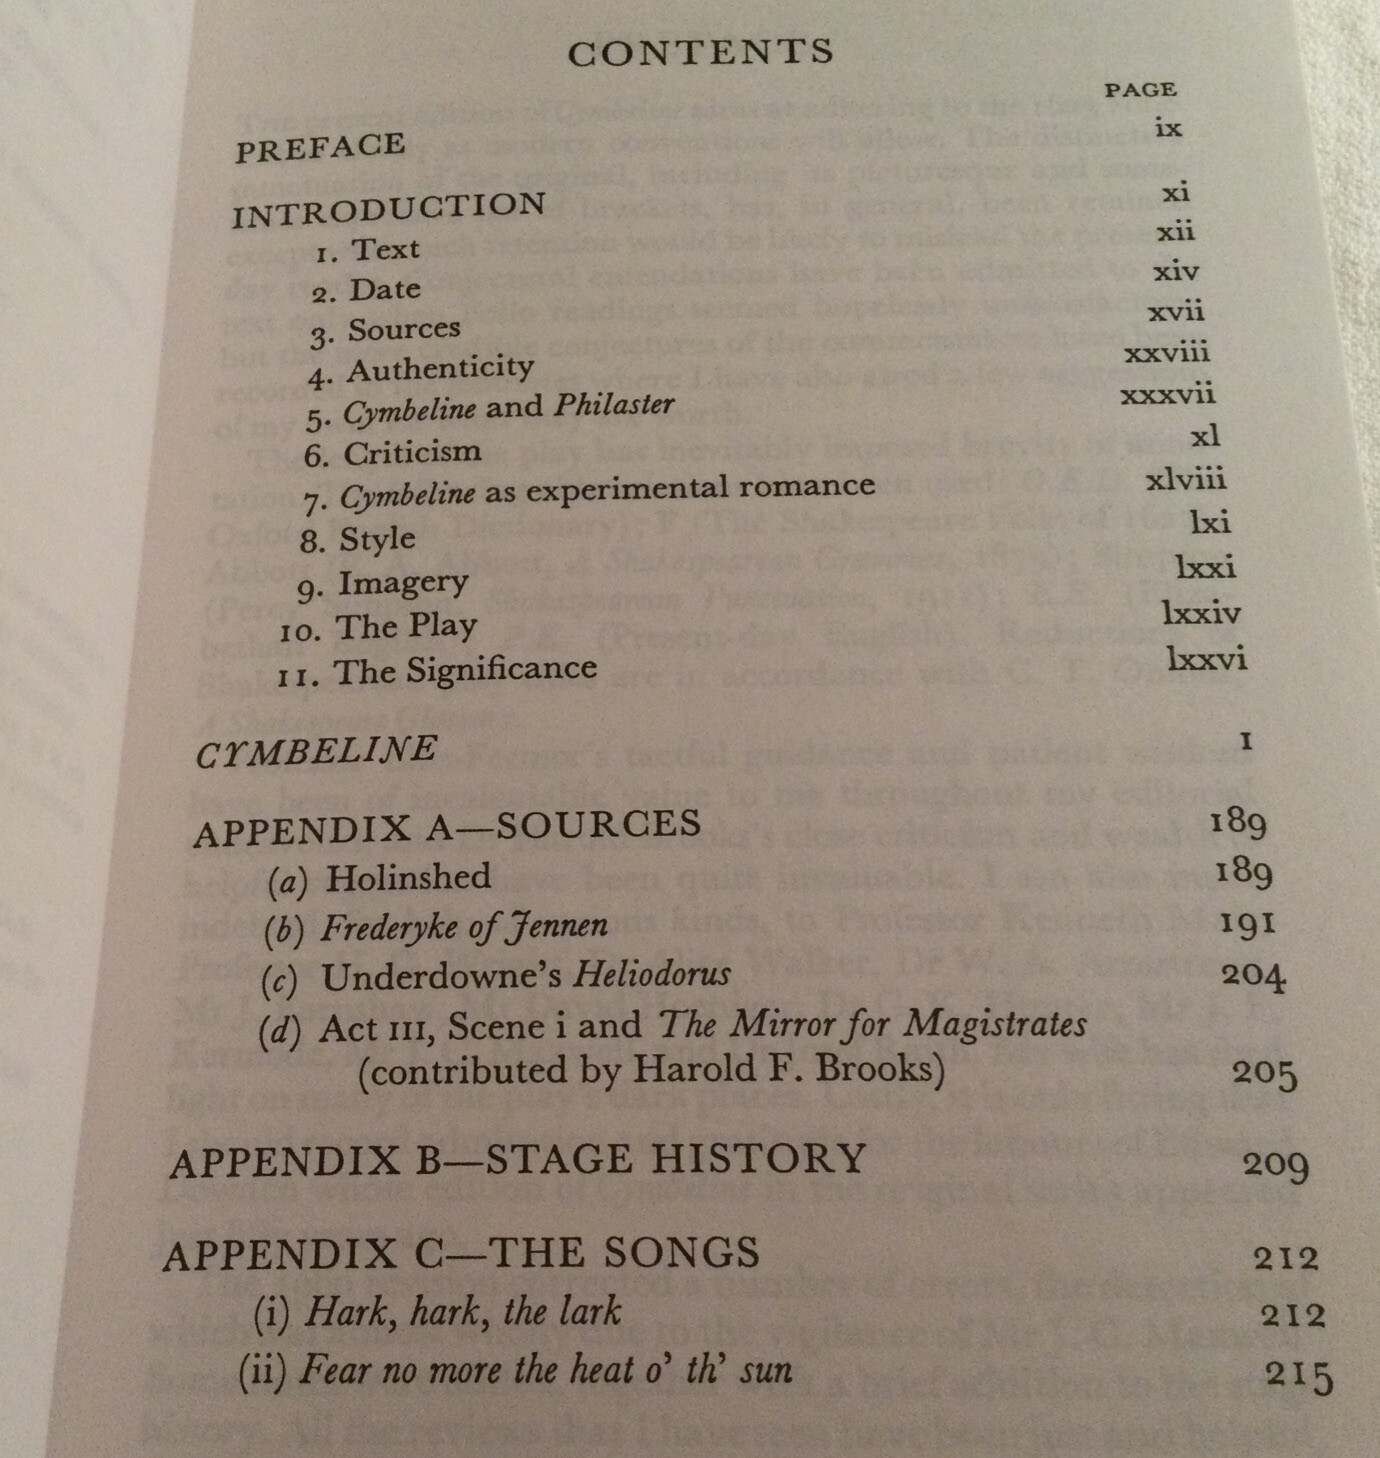 CONTENTS
PAGE
PREFACE ix
INTRODUCTION xi
1. Text xii
2. Date xiv
3. Sources xvii
4. Authenticity xxviii
5. Cymbeline and Philaster xxxvii
6. Criticism xl
7. Cymbeline as experimental romance xlviii
8. Style lxi
9. Imagery lxxi
10. The Play lxxiv
11. The Significance lxxvi
CYMBELINE 1
APPENDIX A—SOURCES 189
(a) Holinshed 189
(b) Frederyke of Jennen 191
(c) Underdowne's Heliodorus 204
(d) Act III, Scene i and The Mirror for Magistrates
(contributed by Harold F. Brooks) 205
APPENDIX B—STAGE HISTORY 209
APPENDIX C—THE SONGS 212
(i) Hark, hark, the lark 212
(ii) Fear no more the heat o' th' sun 215